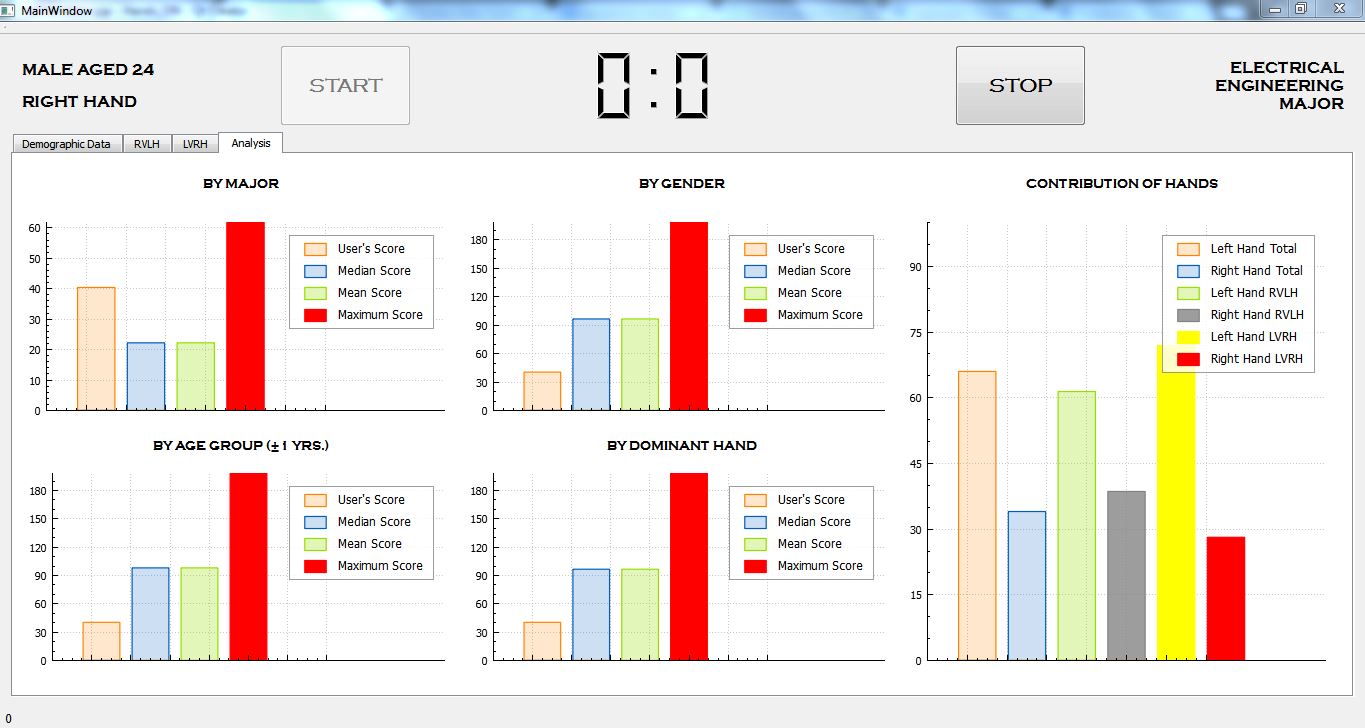 MainWindow
MALE AGED 24
RIGHT HAND
START
0:0
STOP
ELECTRICAL
ENGINEERING
MAJOR
Demographic Data
RVLH
LVRH
Analysis
BY MAJOR
60
50
40
30
20
10
0
User's Score
Median Score
Mean Score
Maximum Score
BY GENDER
180
150
120
90
60
30
0
User's Score
Median Score
Mean Score
Maximum Score
BY AGE GROUP (±1 YRS.)
180
150
120
90
60
30
0
User's Score
Median Score
Mean Score
Maximum Score
BY DOMINANT HAND
180
150
120
90
60
30
0
User's Score
Median Score
Mean Score
Maximum Score
CONTRIBUTION OF HANDS
90
75
60
45
30
15
0
Left Hand Total
Right Hand Total
Left Hand RVLH
Right Hand RVLH
Left Hand LVRH
Right Hand LVRH
0